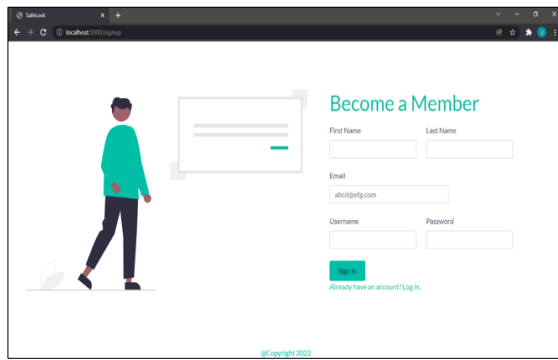 SafeLock
localhost:3000/signup
Become a Member
First Name Last Name
Email
abcd@efg.com
Username Password
Sign In
Already have an account? Log in.
@Copyright 2022